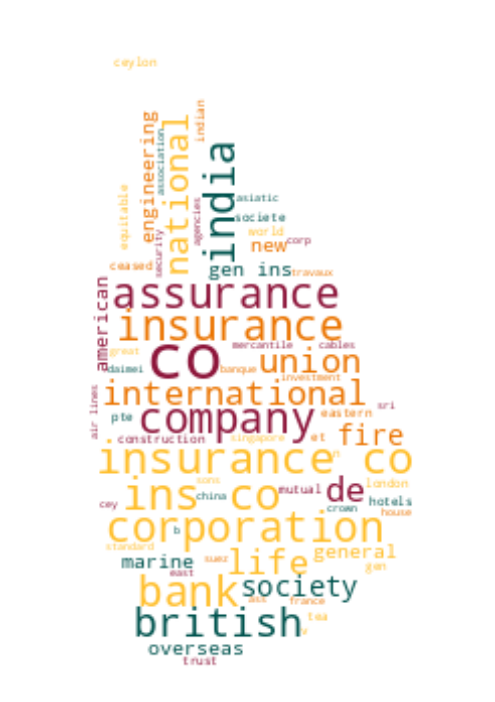 ceylon
indian
engineering
national
association
india
equitable
asiatic
agencies
societe
world
security
new
corp
ceased
gen ins
travaux
american
assurance
insurance
mercantile
cables
great
co
union
daimei
banque
investment
international
air lines
sri
pte
company
eastern
construction
singapore
et
fire
insurance co
sons
london
ins co
china
mutual
de
cey
crown
hotels
house
corporation
b
standard
suez
life
general
marine
east
gen
bank
society
ass
france
british
tea
overseas
trust